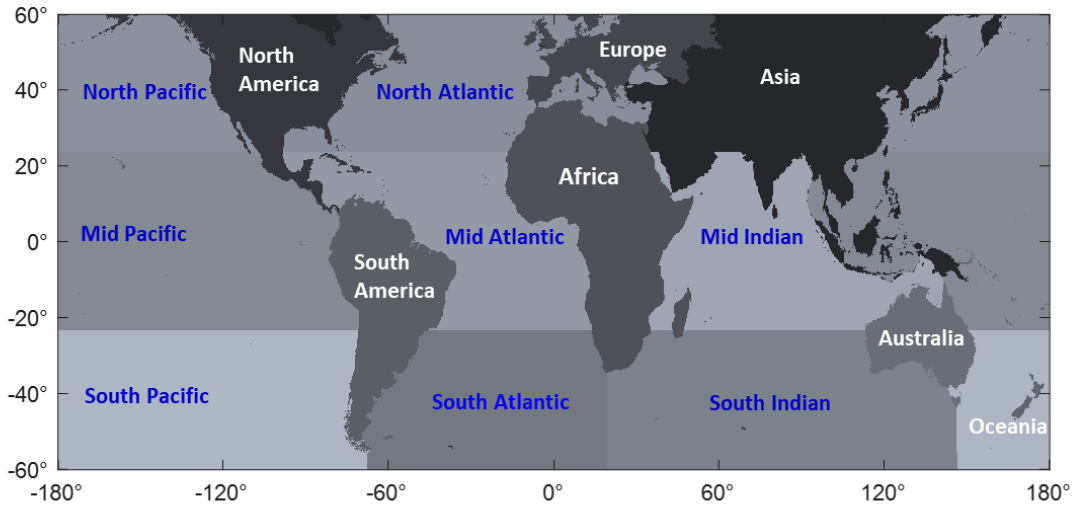 60°
40°
20°
0°
-20°
-40°
-60°
North
America
Europe
Asia
North Pacific
North Atlantic
Africa
Mid Pacific
Mid Atlantic
Mid Indian
South
America
Australia
South Pacific
South Atlantic
South Indian
Oceania
-180°
-120°
-60°
0°
60°
120°
180°